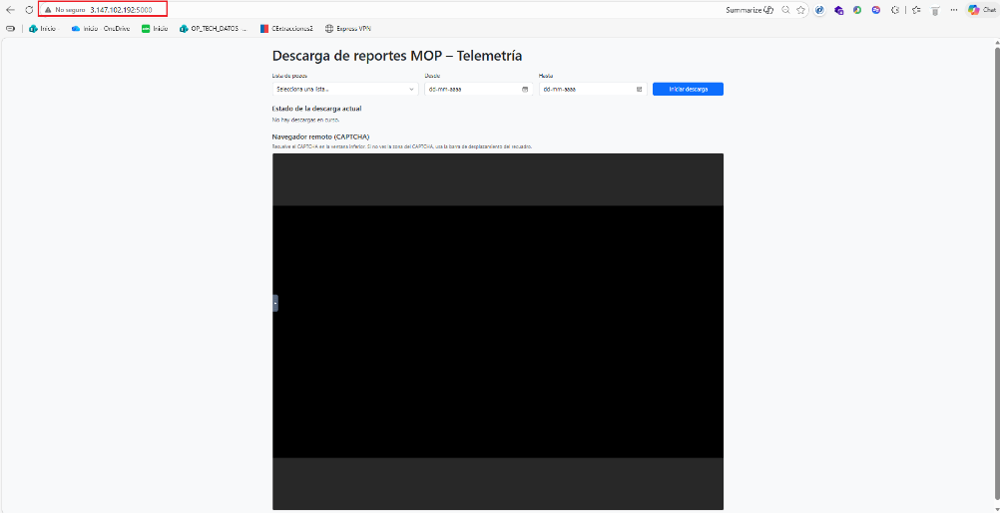 No seguro 3.147.102.192:5000
Summarize
Chat
Inicio
Inicio - OneDrive
Inicio
OP_TECH_DATOS -...
CExtracciones2
Express VPN
Descarga de reportes MOP – Telemetría
Lista de pozos
Desde
Hasta
Selecciona una lista...
dd-mm-aaaa
dd-mm-aaaa
Iniciar descarga
Estado de la descarga actual
No hay descargas en curso.
Navegador remoto (CAPTCHA)
Resuelve el CAPTCHA en la ventana inferior. Si no ves la zona del CAPTCHA, usa la barra de desplazamiento del recuadro.